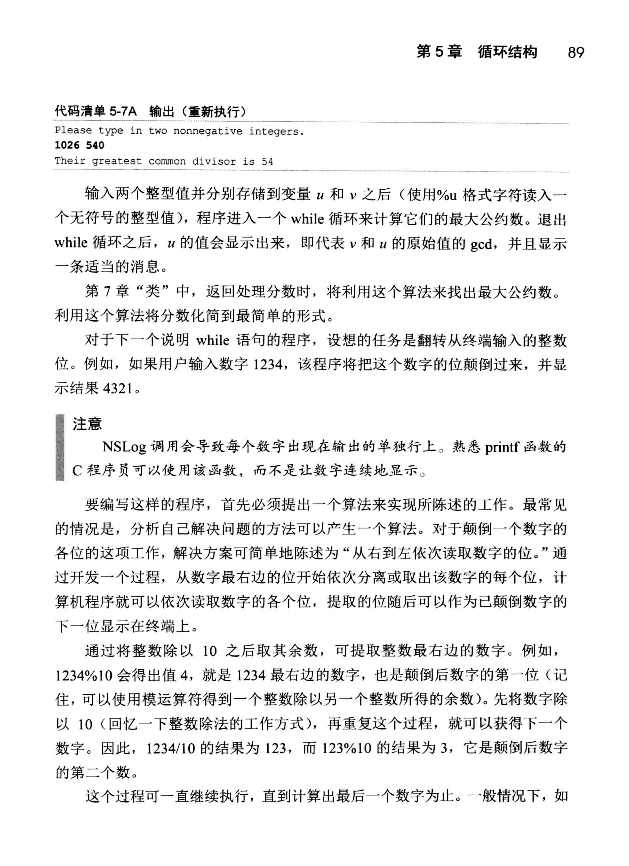 第 5 章 循环结构 89
代码清单 5-7A 输出（重新执行）
Please type in two nonnegative integers.
1026 540
Their greatest common divisor is 54
输入两个整型值并分别存储到变量 u 和 v 之后（使用%u 格式字符读入一
个无符号的整型值），程序进入一个 while 循环来计算它们的最大公约数。退出
while 循环之后，u 的值会显示出来，即代表 v 和 u 的原始值的 gcd，并且显示
一条适当的消息。
第 7 章“类”中，返回处理分数时，将利用这个算法来找出最大公约数。
利用这个算法将分数化简到最简单的形式。
对于下一个说明 while 语句的程序，设想的任务是翻转从终端输入的整数
位。例如，如果用户输入数字 1234，该程序将把这个数字的位颠倒过来，并显
示结果 4321。
注意
NSLog 调用会导致每个数字出现在输出的单独行上。熟悉 printf 函数的
C 程序员可以使用该函数，而不是让数字连续地显示。
要编写这样的程序，首先必须提出一个算法来实现所陈述的工作。最常见
的情况是，分析自己解决问题的方法可以产生一个算法。对于颠倒一个数字的
各位的这项工作，解决方案可简单地陈述为“从右到左依次读取数字的位。”通
过开发一个过程，从数字最右边的位开始依次分离或取出该数字的每个位，计
算机程序就可以依次读取数字的各个位，提取的位随后可以作为已颠倒数字的
下一位显示在终端上。
通过将整数除以 10 之后取其余数，可提取整数最右边的数字。例如，
1234%10 会得出值 4，就是 1234 最右边的数字，也是颠倒后数字的第一位（记
住，可以使用模运算符得到一个整数除以另一个整数所得的余数）。先将数字除
以 10（回忆一下整数除法的工作方式），再重复这个过程，就可以获得下一个
数字。因此，1234/10 的结果为 123，而 123%10 的结果为 3，它是颠倒后数字
的第二个数。
这个过程可一直继续执行，直到计算出最后一个数字为止。一般情况下，如